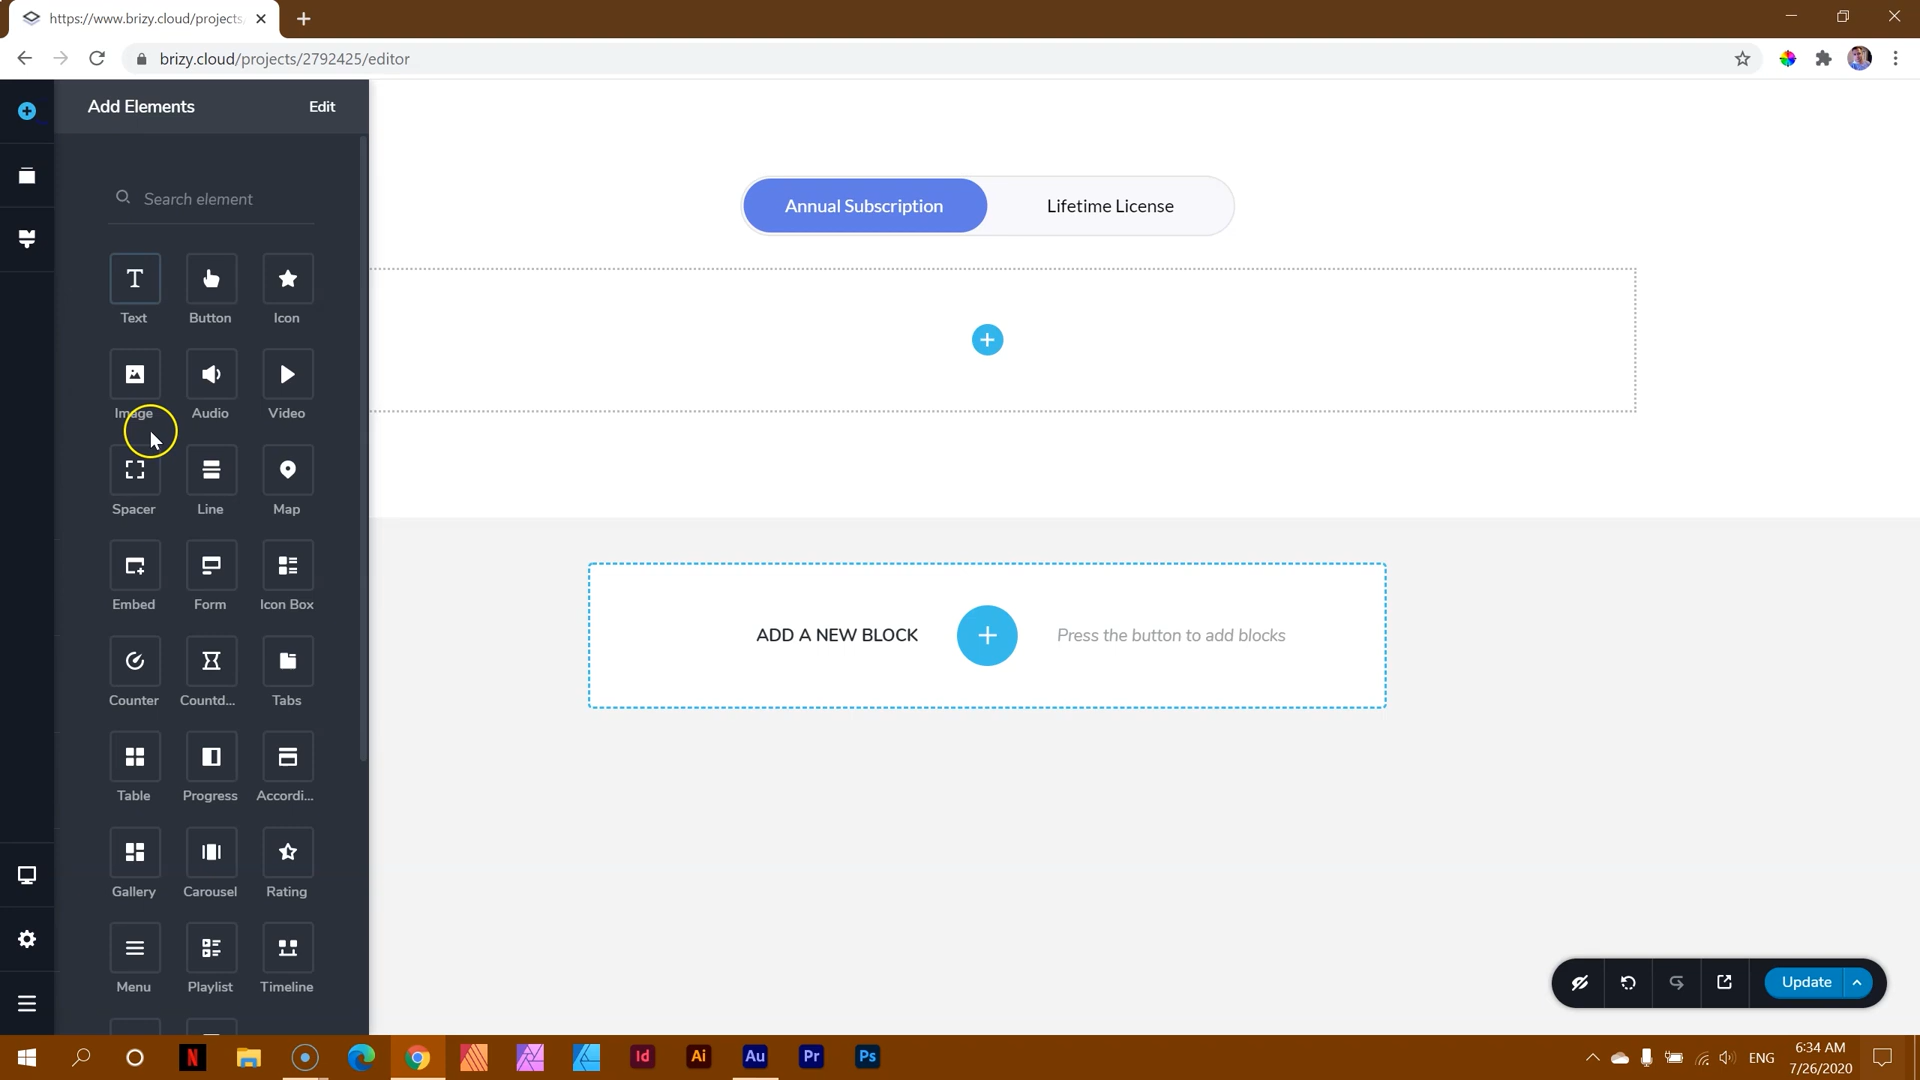 https://www.brizy.cloud/projects
brizy.cloud/projects/2792425/editor
Add Elements Edit
Search element
Annual Subscription Lifetime License
Text Button Icon
Image Audio Video
Spacer Line Map
Embed Form Icon Box
ADD A NEW BLOCK Press the button to add blocks
Counter Countd... Tabs
Table Progress Accordi...
Gallery Carousel Rating
Menu Playlist Timeline
Update
N Id Ai Au Pr Ps
ENG
6:34 AM
7/26/2020